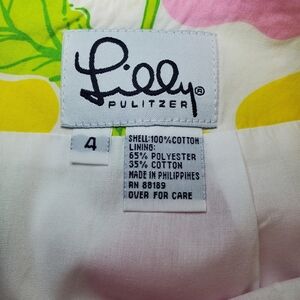 Lilly®
PULITZER
4
SHELL: 100% COTTON
LINING:
65% POLYESTER
35% COTTON
MADE IN PHILIPPINES
RN 88189
OVER FOR CARE